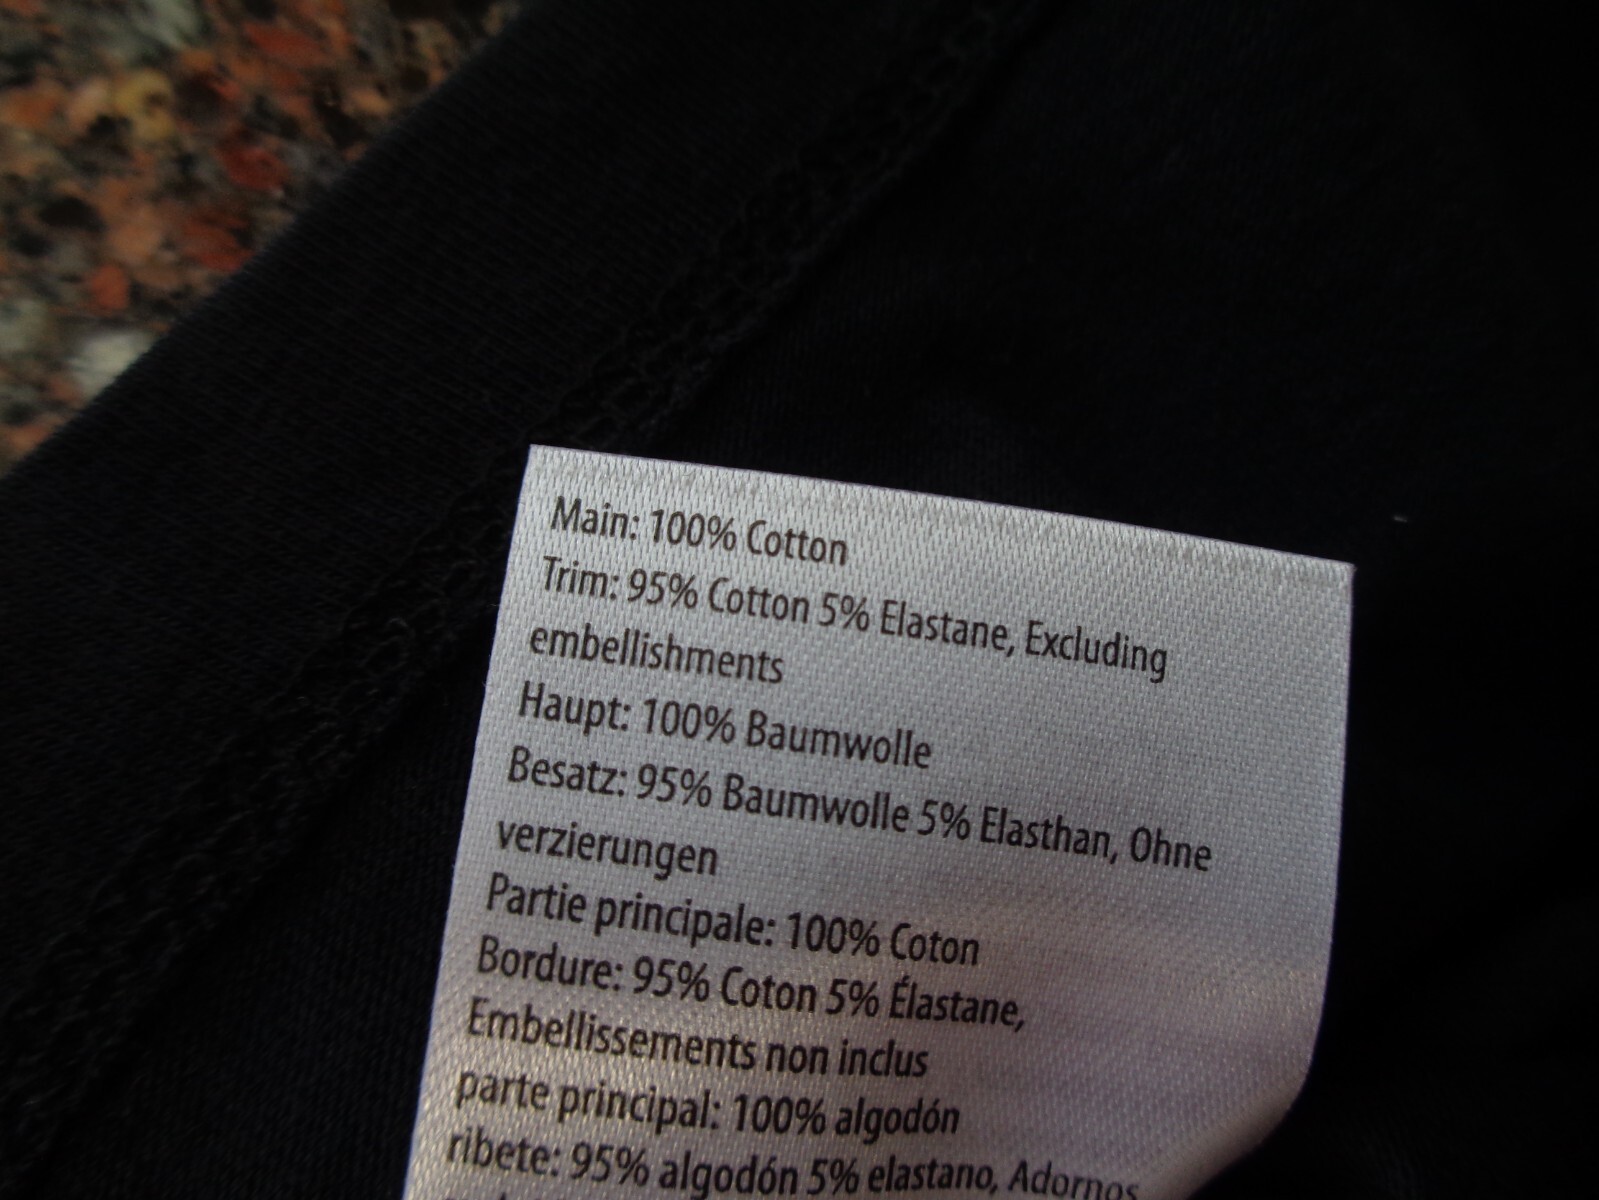 Main: 100% Cotton
Trim: 95% Cotton 5% Elastane, Excluding
embellishments
Haupt: 100% Baumwolle
Besatz: 95% Baumwolle 5% Elasthan, Ohne
verzierungen
Partie principale: 100% Coton
Bordure: 95% Coton 5% Élastane,
Embellissements non inclus
parte principal: 100% algodón
ribete: 95% algodón 5% elastano, Adornos